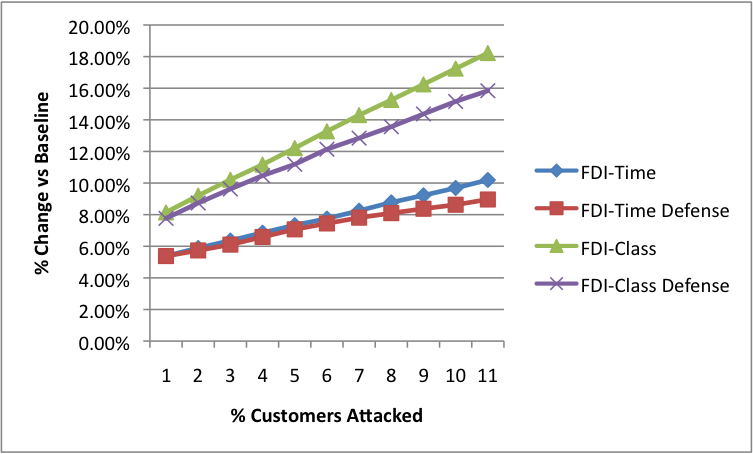 20.00%
18.00%
16.00%
14.00%
12.00%
10.00%
8.00%
6.00%
4.00%
2.00%
0.00%
% Change vs Baseline
1 2 3 4 5 6 7 8 9 10 11
% Customers Attacked
FDI-Time
FDI-Time Defense
FDI-Class
FDI-Class Defense